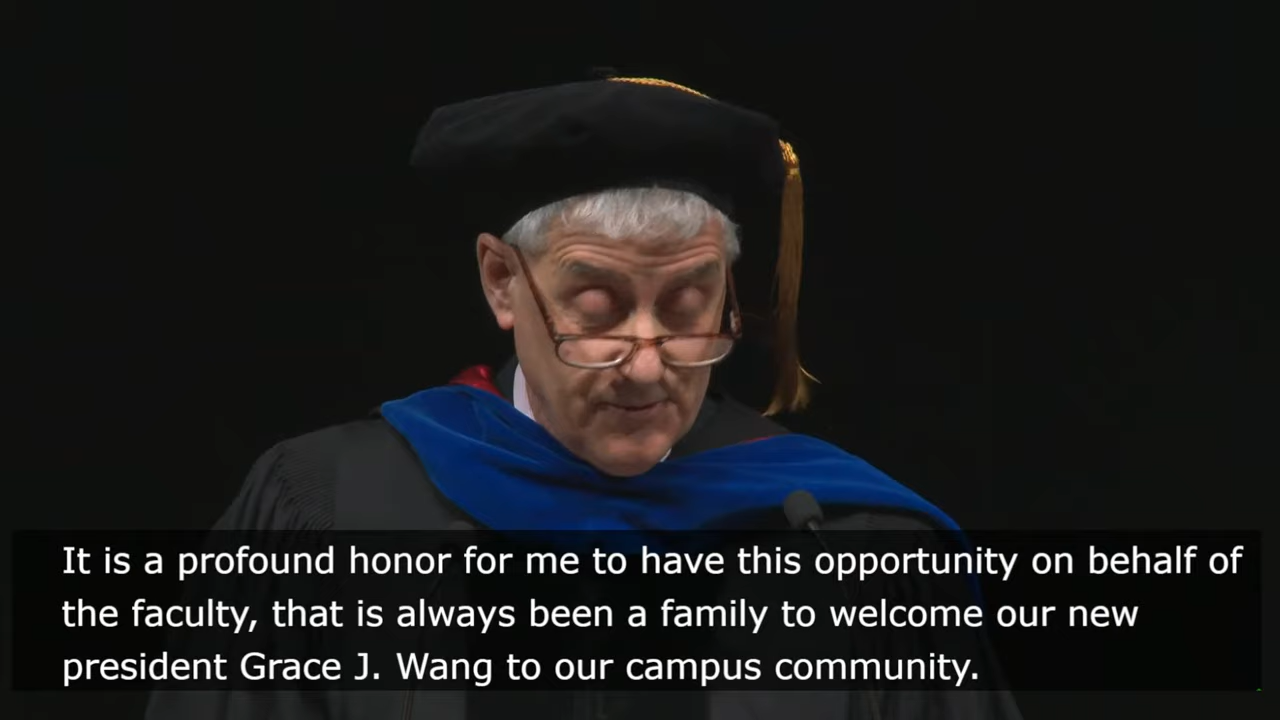 It is a profound honor for me to have this opportunity on behalf of
the faculty, that is always been a family to welcome our new
president Grace J. Wang to our campus community.